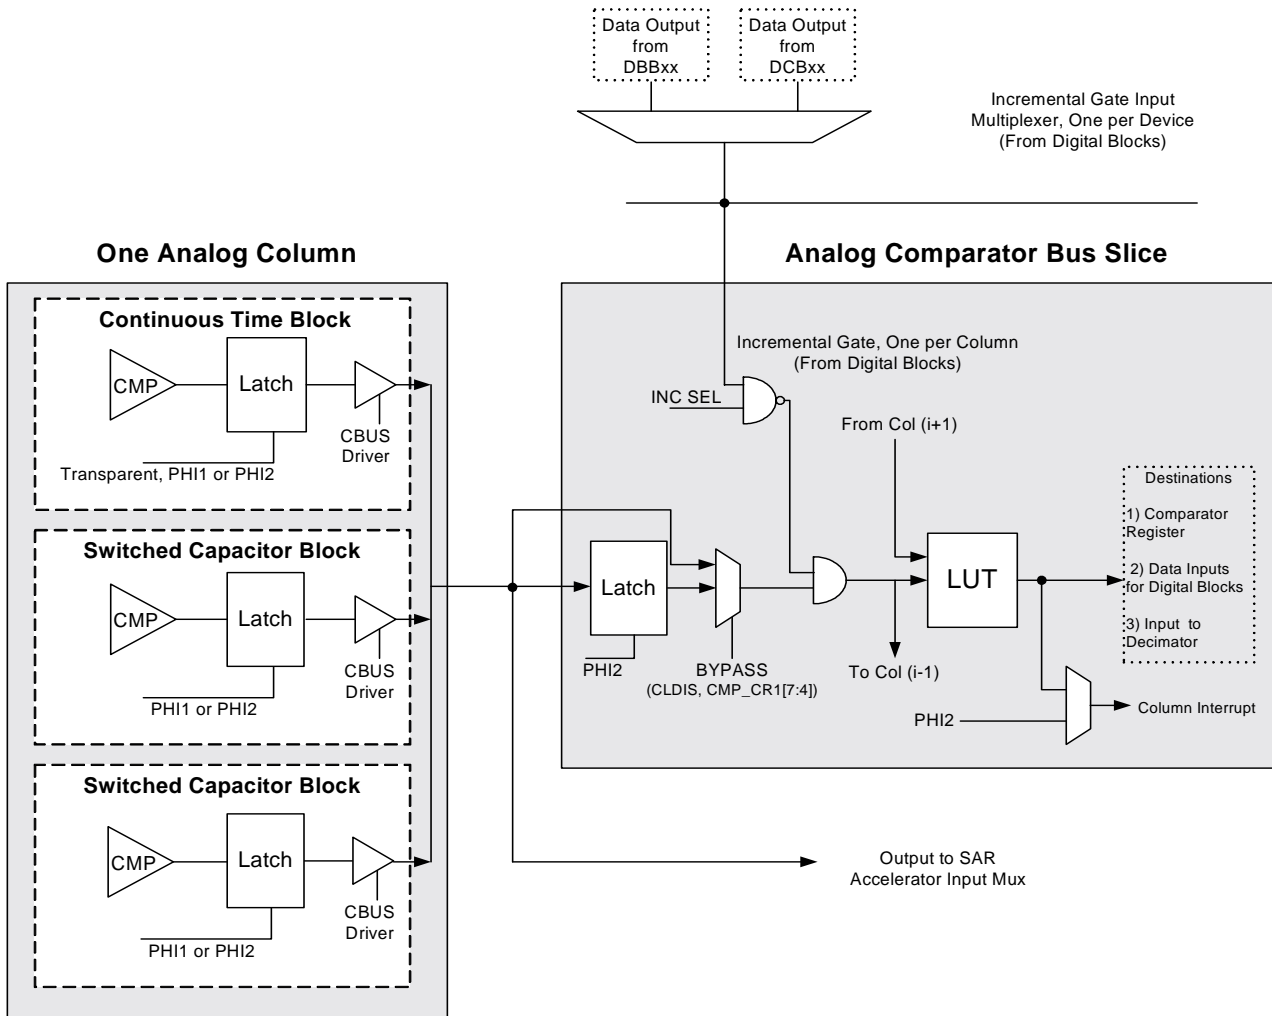 Data Output
from
DBBxx
Data Output
from
DCBxx
Incremental Gate Input
Multiplexer, One per Device
(From Digital Blocks)
One Analog Column
Analog Comparator Bus Slice
Continuous Time Block
CMP
Latch
CBUS
Driver
Transparent, PHI1 or PHI2
Switched Capacitor Block
CMP
Latch
CBUS
Driver
PHI1 or PHI2
Switched Capacitor Block
CMP
Latch
CBUS
Driver
PHI1 or PHI2
Incremental Gate, One per Column
(From Digital Blocks)
INC SEL
From Col (i+1)
Latch
PHI2
BYPASS
(CLDIS, CMP_CR1[7:4])
LUT
To Col (i-1)
Destinations
1) Comparator
Register
2) Data Inputs
for Digital Blocks
3) Input to
Decimator
PHI2
Column Interrupt
Output to SAR
Accelerator Input Mux